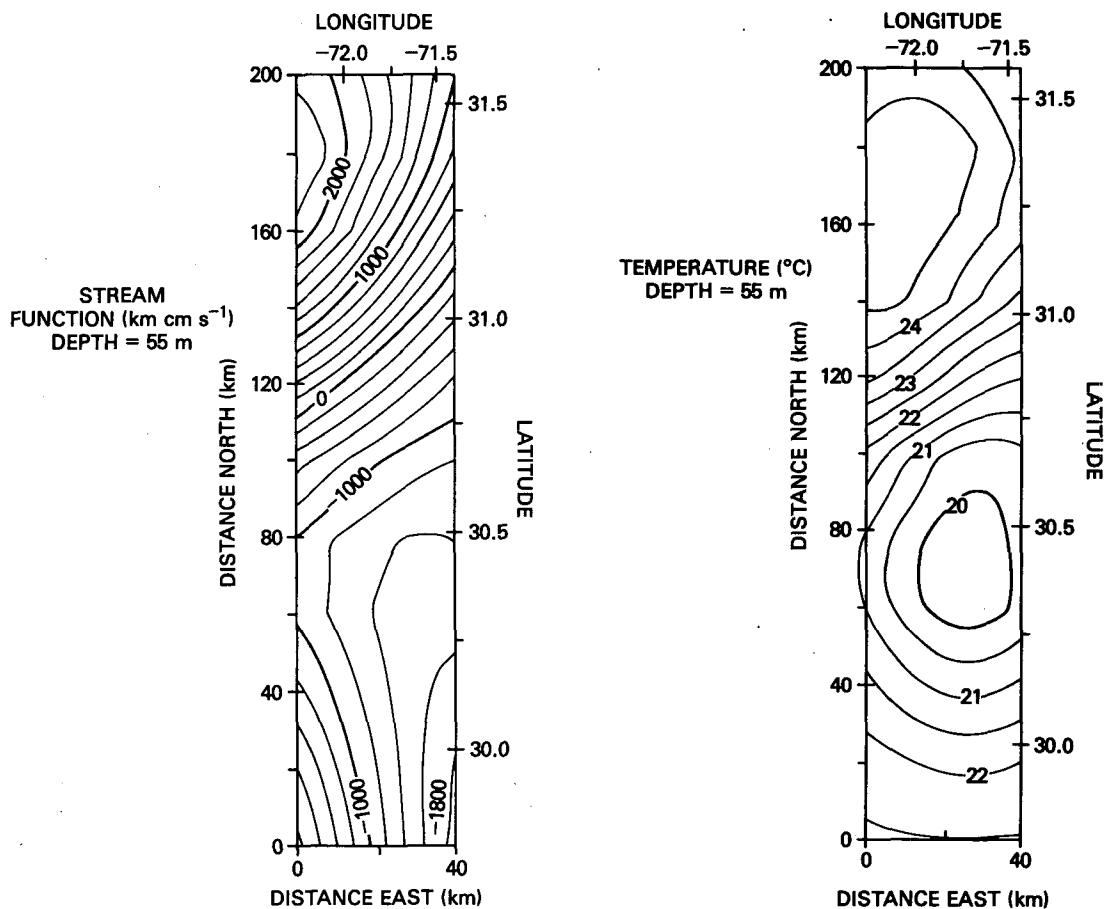 LONGITUDE
−72.0 −71.5
200
160
120
80
40
0
DISTANCE NORTH (km)
STREAM
FUNCTION (km cm s⁻¹)
DEPTH = 55 m
2000
1000
0
−1000
−1000
−1800
31.5
31.0
30.5
30.0
LATITUDE
0 40
DISTANCE EAST (km)
LONGITUDE
−72.0 −71.5
200
160
120
80
40
0
DISTANCE NORTH (km)
TEMPERATURE (°C)
DEPTH = 55 m
24
23
22
21
20
21
22
31.5
31.0
30.5
30.0
LATITUDE
0 40
DISTANCE EAST (km)